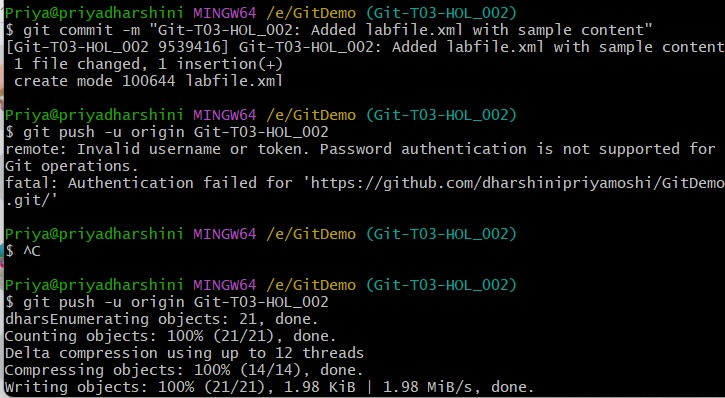 Priya@priyadharshini MINGW64 /e/GitDemo (Git-T03-HOL_002)
$ git commit -m "Git-T03-HOL_002: Added labfile.xml with sample content"
[Git-T03-HOL_002 9539416] Git-T03-HOL_002: Added labfile.xml with sample content
 1 file changed, 1 insertion(+)
 create mode 100644 labfile.xml
Priya@priyadharshini MINGW64 /e/GitDemo (Git-T03-HOL_002)
$ git push -u origin Git-T03-HOL_002
remote: Invalid username or token. Password authentication is not supported for
Git operations.
fatal: Authentication failed for 'https://github.com/dharshinipriyamoshi/GitDemo
.git/'
Priya@priyadharshini MINGW64 /e/GitDemo (Git-T03-HOL_002)
$ ^C
Priya@priyadharshini MINGW64 /e/GitDemo (Git-T03-HOL_002)
$ git push -u origin Git-T03-HOL_002
dharsEnumerating objects: 21, done.
Counting objects: 100% (21/21), done.
Delta compression using up to 12 threads
Compressing objects: 100% (14/14), done.
Writing objects: 100% (21/21), 1.98 KiB | 1.98 MiB/s, done.